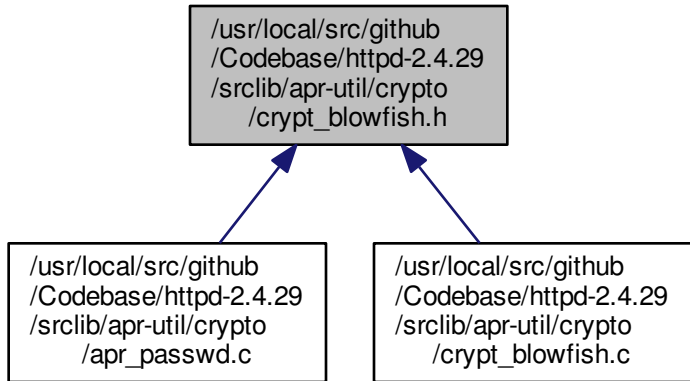 /usr/local/src/github
/Codebase/httpd-2.4.29
/srclib/apr-util/crypto
/crypt_blowfish.h
/usr/local/src/github
/Codebase/httpd-2.4.29
/srclib/apr-util/crypto
/apr_passwd.c
/usr/local/src/github
/Codebase/httpd-2.4.29
/srclib/apr-util/crypto
/crypt_blowfish.c